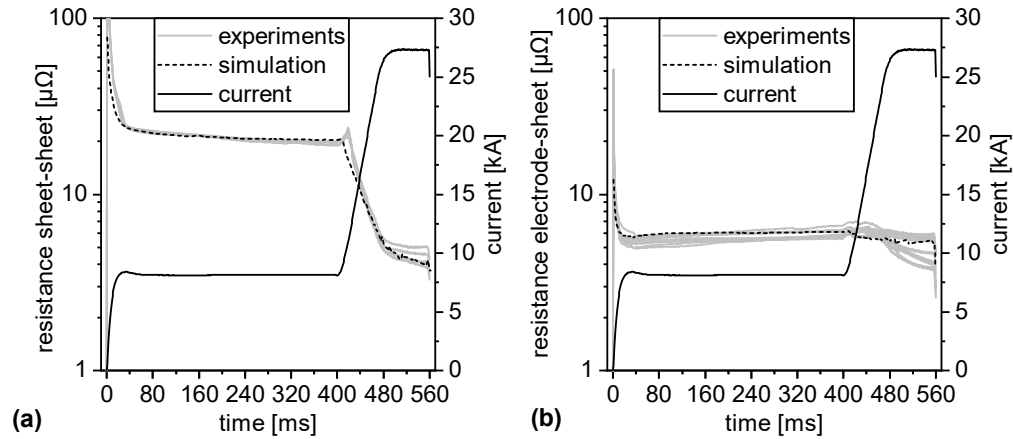 100
10
1
resistance sheet-sheet [µΩ]
experiments
simulation
current
30
25
20
15
10
5
0
current [kA]
0 80 160 240 320 400 480 560
time [ms]
(a)
100
10
1
resistance electrode-sheet [µΩ]
experiments
simulation
current
30
25
20
15
10
5
0
current [kA]
0 80 160 240 320 400 480 560
time [ms]
(b)